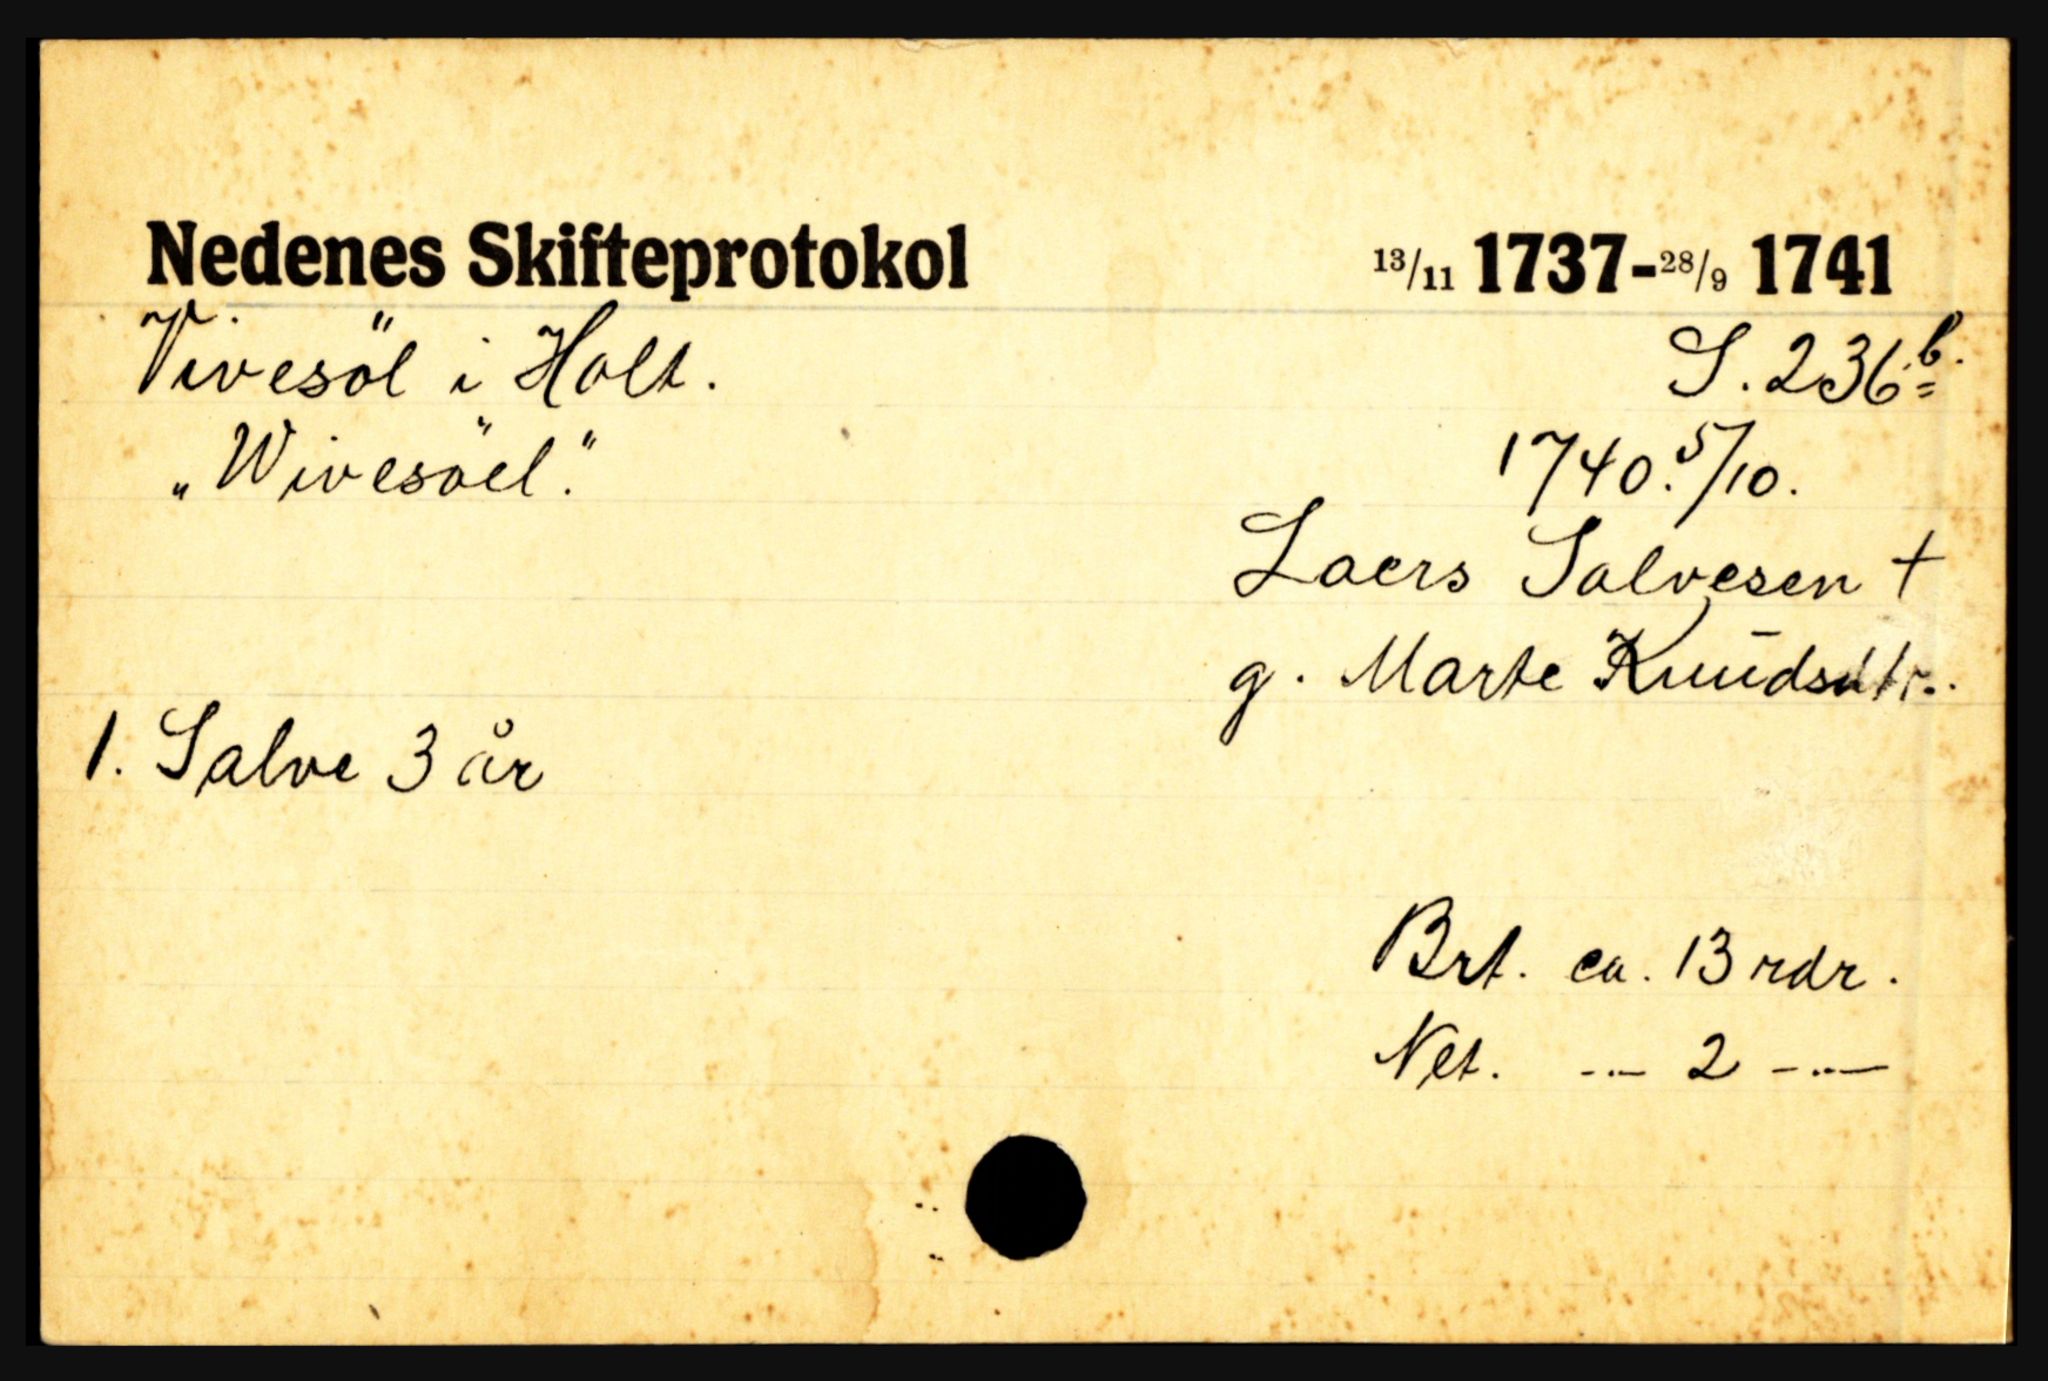 Nedenes Skifteprotokol 13/11 1737-28/9 1741
Vivesöl i Holt. S. 236.b.
„Wivesöel." 1740. 5/10.
Laers Salvesen †
g. Marte Knudsdtr.
1. Salve 3 år
Brt. ca. 13 rdr.
Net. -..- 2 -..-